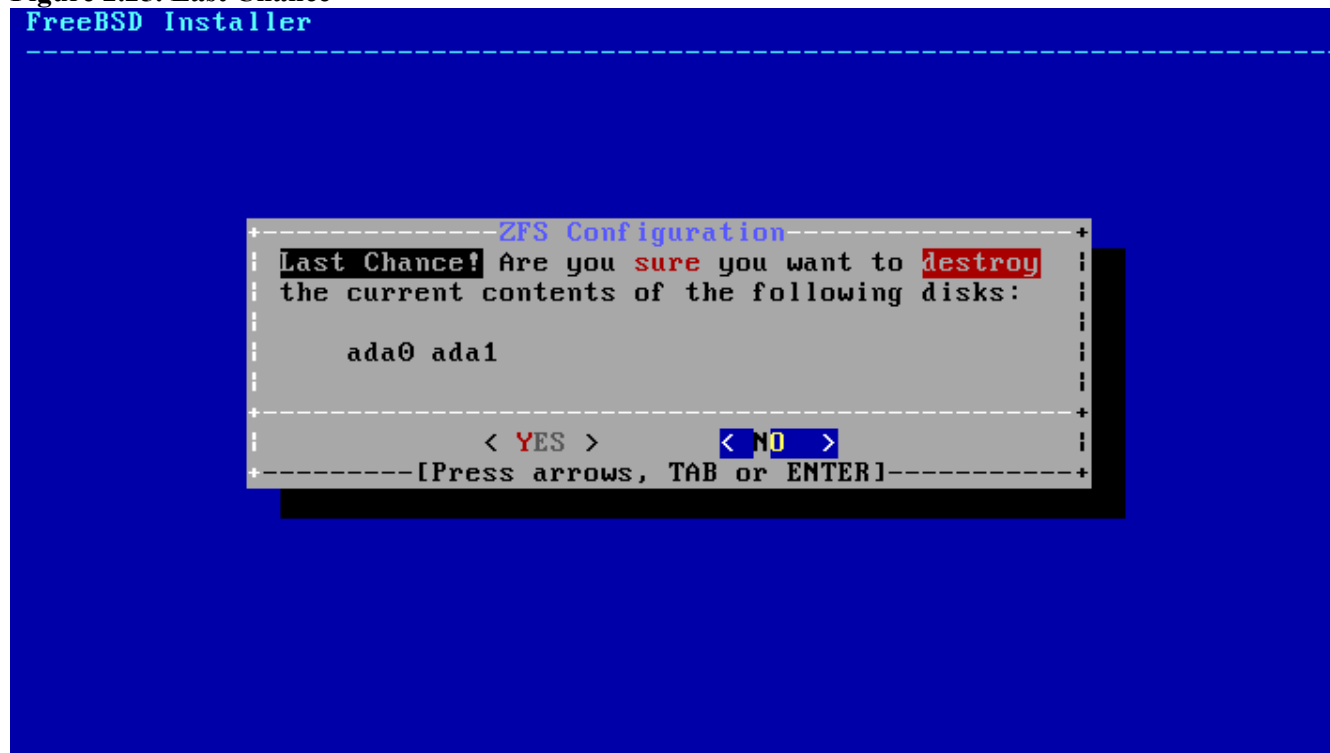 FreeBSD Installer
ZFS Configuration
Last Chance! Are you sure you want to destroy
the current contents of the following disks:
ada0 ada1
< YES > < NO >
[Press arrows, TAB or ENTER]